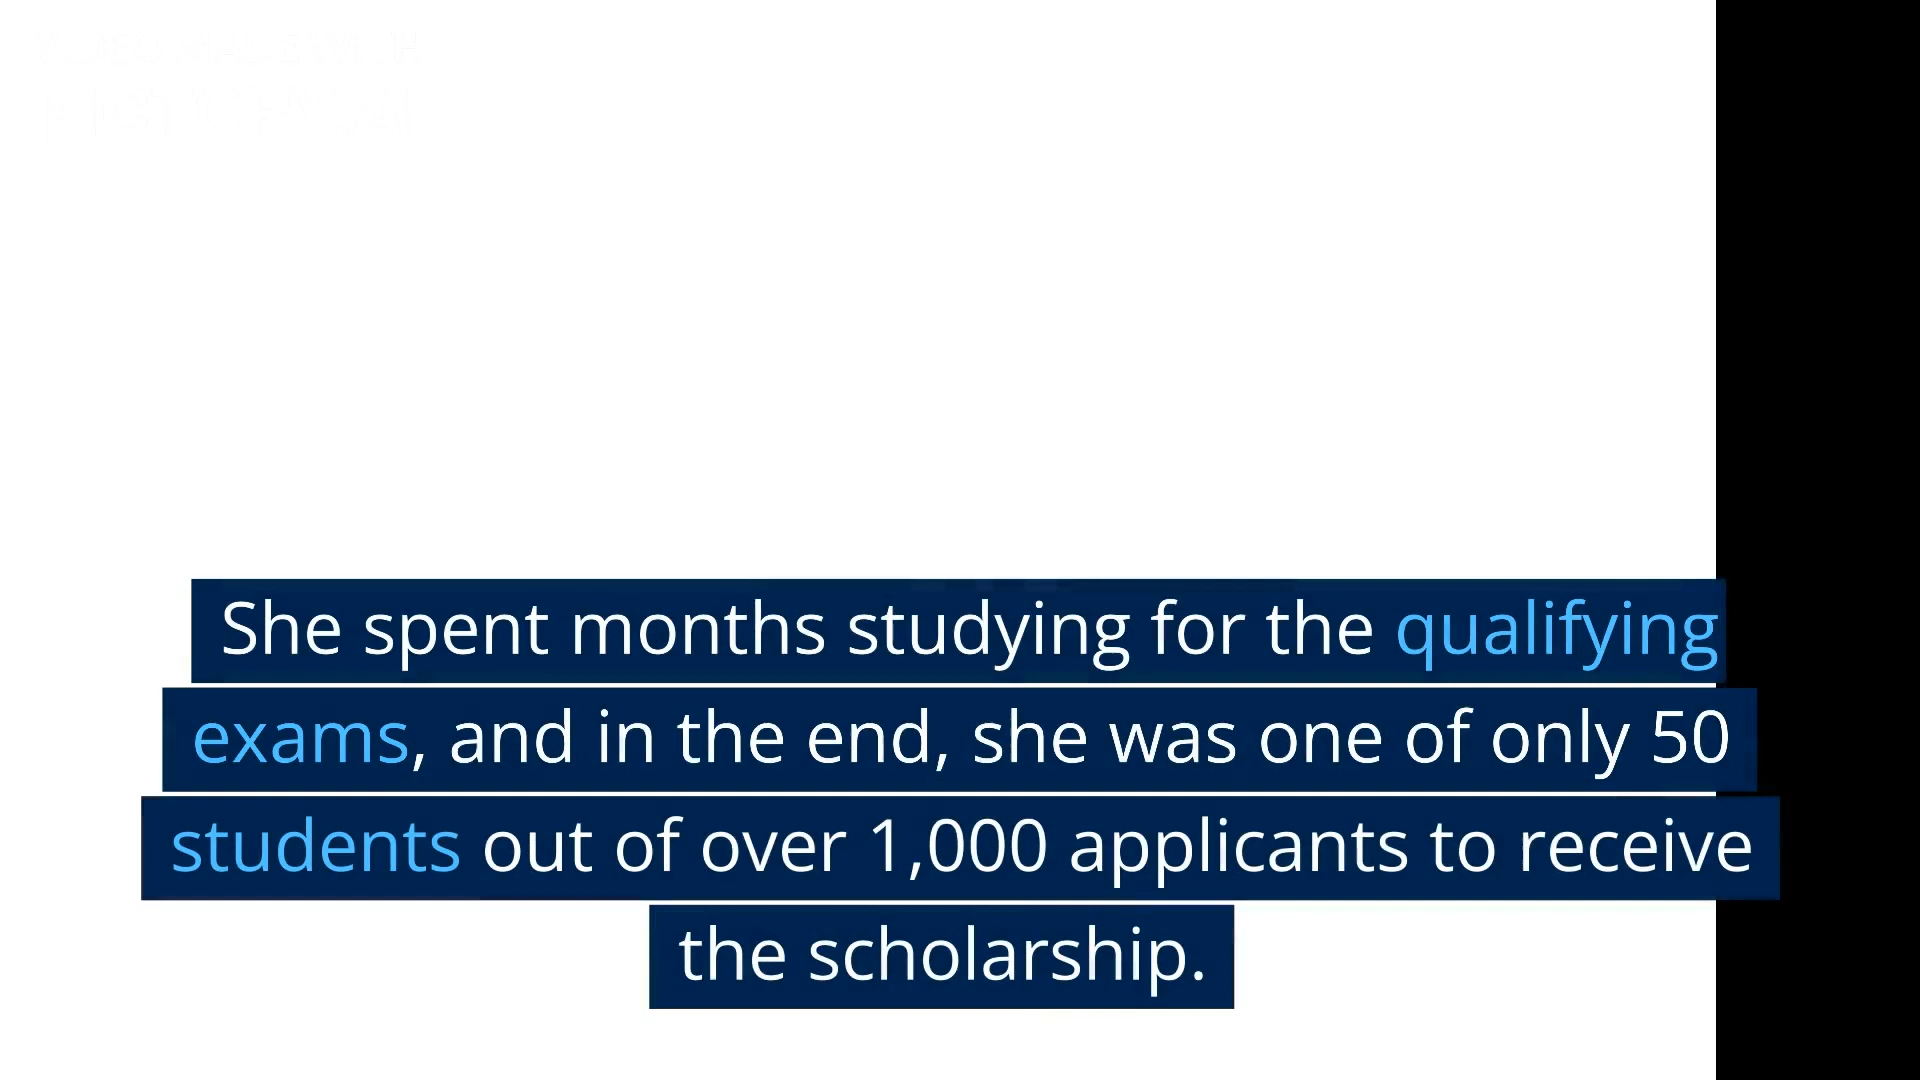 She spent months studying for the qualifying
exams, and in the end, she was one of only 50
students out of over 1,000 applicants to receive
the scholarship.